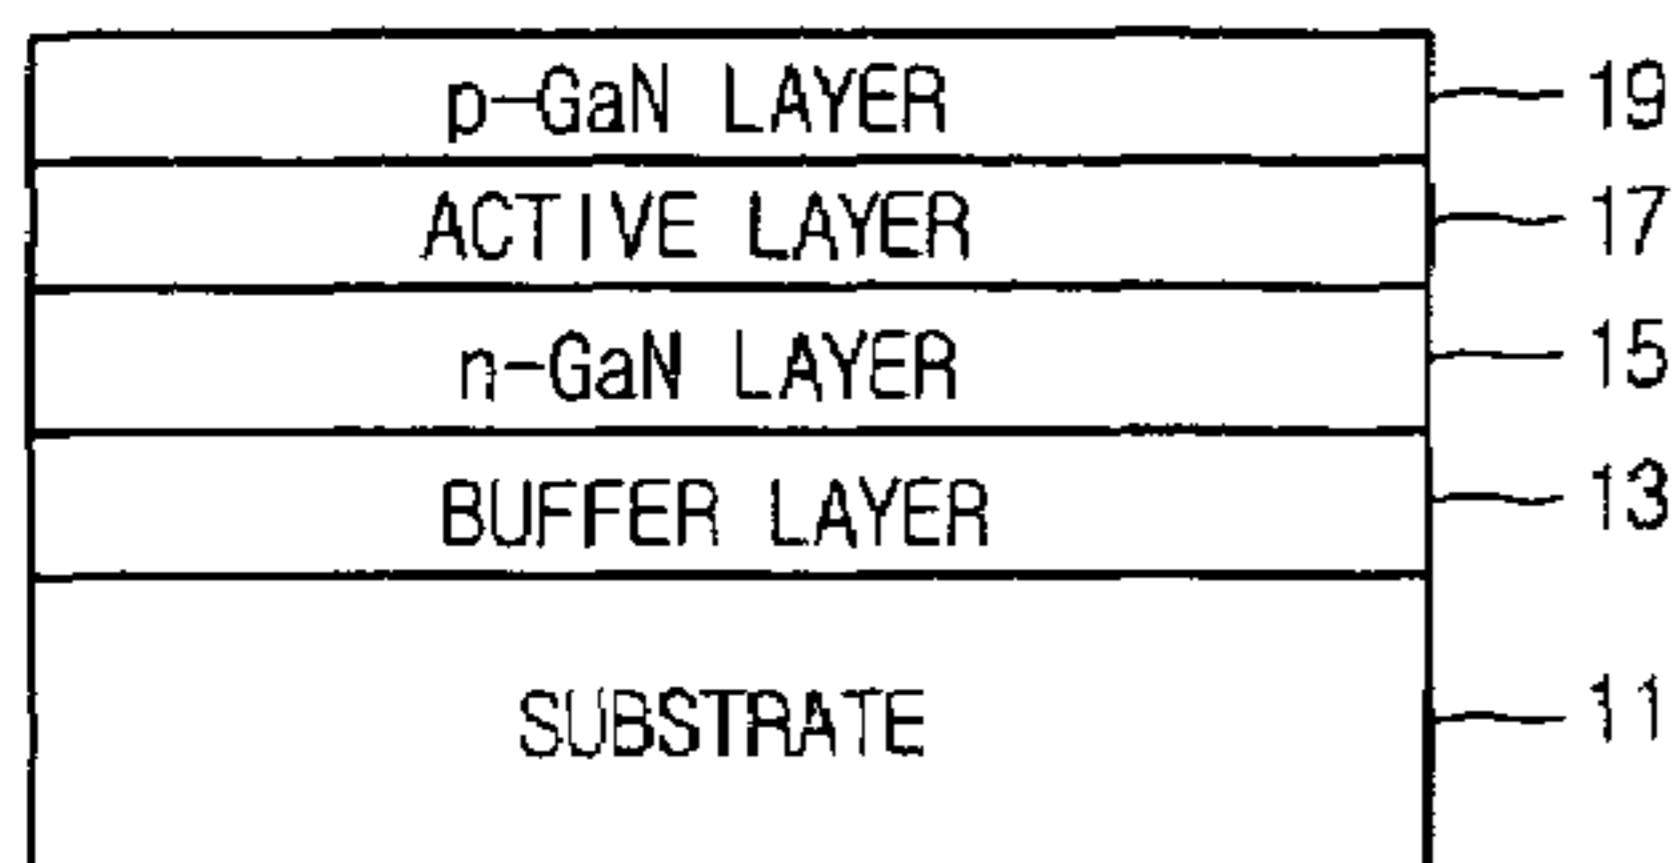 p-GaN LAYER 19
ACTIVE LAYER 17
n-GaN LAYER 15
BUFFER LAYER 13
SUBSTRATE 11